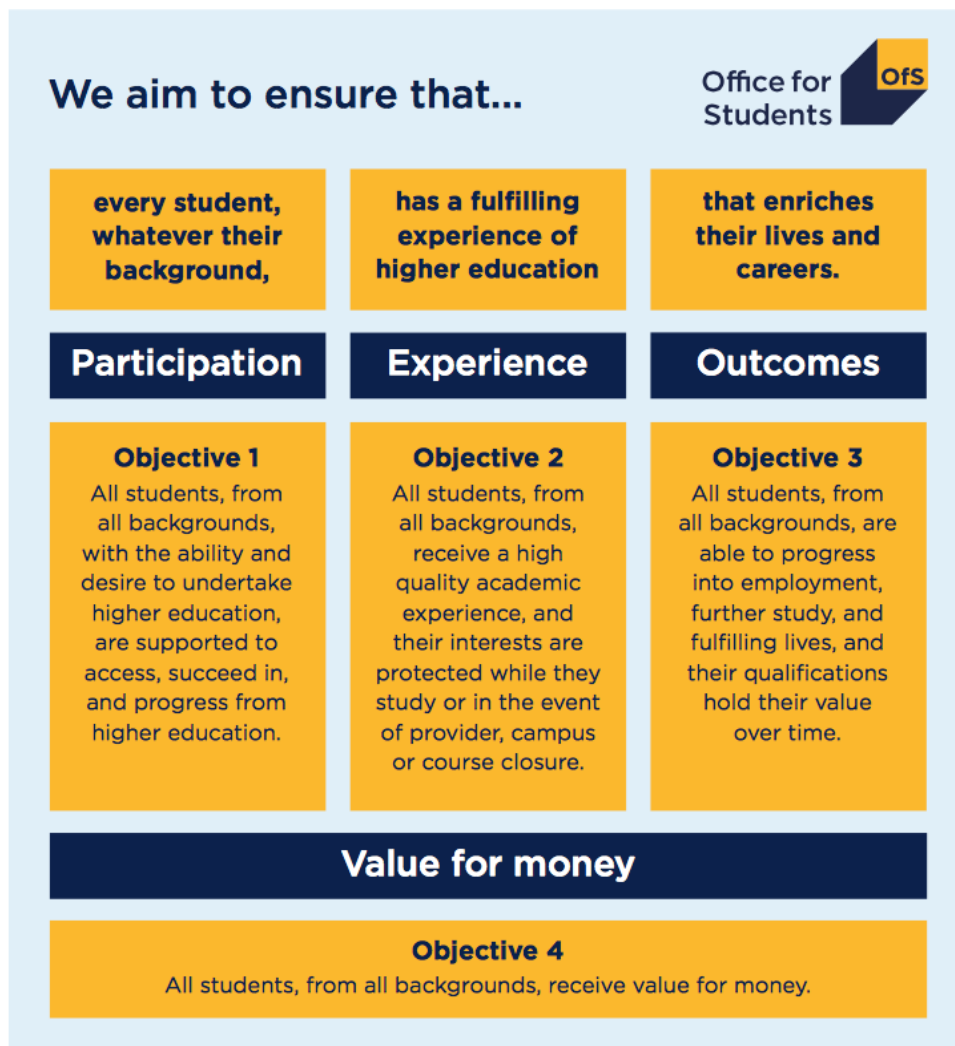 We aim to ensure that...
Office for
Students
OfS
every student,
whatever their
background,
has a fulfilling
experience of
higher education
that enriches
their lives and
careers.
Participation
Experience
Outcomes
Objective 1
All students, from
all backgrounds,
with the ability and
desire to undertake
higher education,
are supported to
access, succeed in,
and progress from
higher education.
Objective 2
All students, from
all backgrounds,
receive a high
quality academic
experience, and
their interests are
protected while they
study or in the event
of provider, campus
or course closure.
Objective 3
All students, from
all backgrounds, are
able to progress
into employment,
further study, and
fulfilling lives, and
their qualifications
hold their value
over time.
Value for money
Objective 4
All students, from all backgrounds, receive value for money.